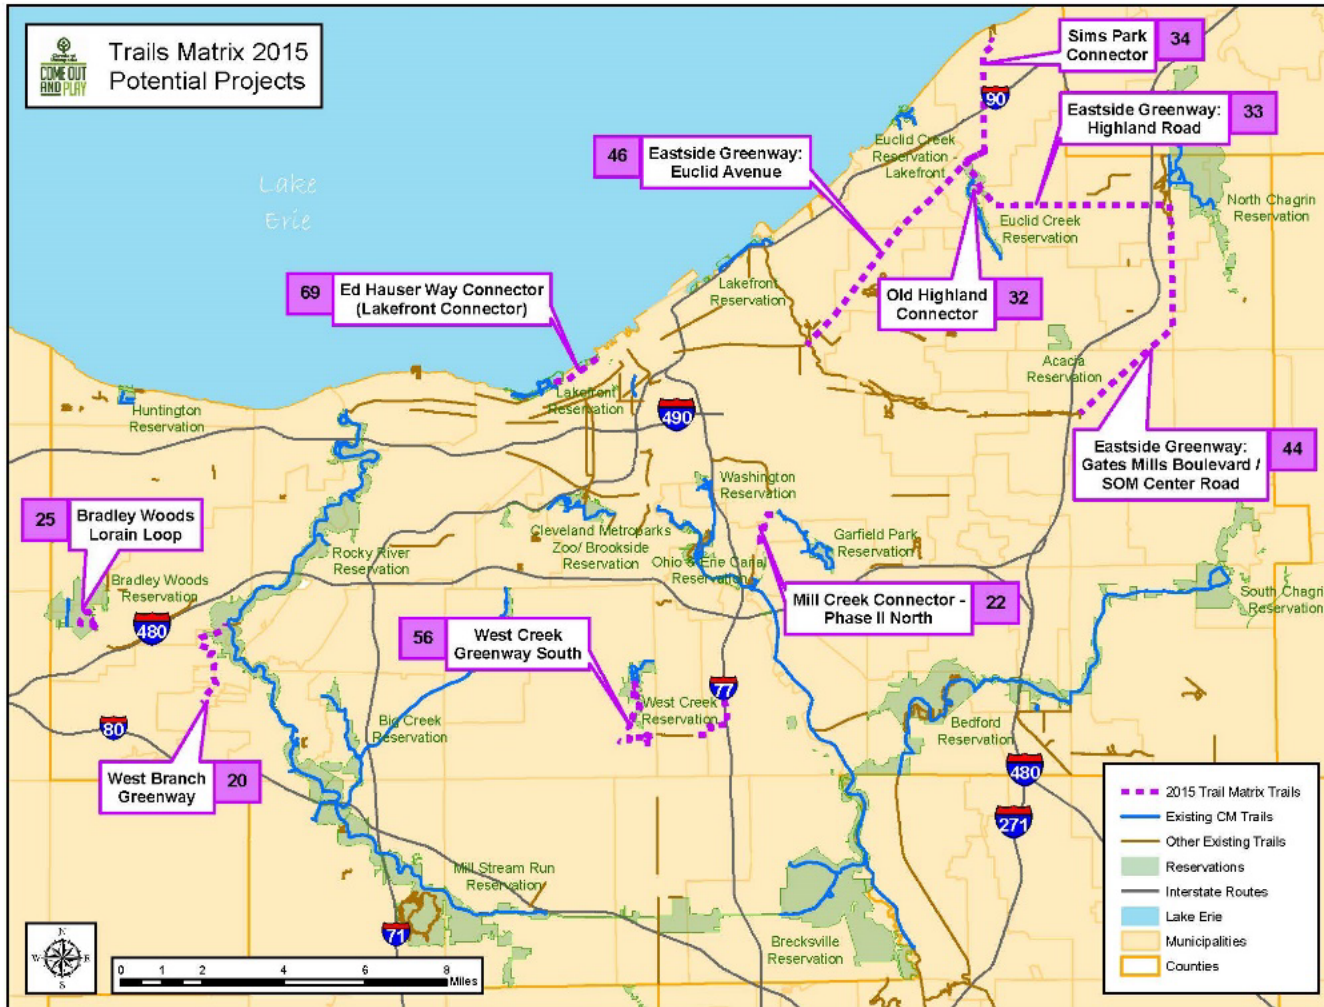 COME OUT
AND PLAY
Trails Matrix 2015
Potential Projects
Sims Park
Connector
34
90
Eastside Greenway:
Highland Road
33
46
Eastside Greenway:
Euclid Avenue
Euclid Creek
Reservation -
Lakefront
Lake
Erie
North Chagrin
Reservation
Euclid Creek
Reservation
69
Ed Hauser Way Connector
(Lakefront Connector)
Lakefront
Reservation
Old Highland
Connector
32
Acacia
Reservation
Huntington
Reservation
Lakefront
Reservation
490
Eastside Greenway:
Gates Mills Boulevard /
SOM Center Road
44
25
Bradley Woods
Lorain Loop
Washington
Reservation
Cleveland Metroparks
Zoo/ Brookside
Reservation
Garfield Park
Reservation
Rocky River
Reservation
Ohio & Erie Canal
Reservation
Bradley Woods
Reservation
480
Mill Creek Connector -
Phase II North
22
South Chagrin
Reservation
56
West Creek
Greenway South
77
West Creek
Reservation
80
Big Creek
Reservation
Bedford
Reservation
West Branch
Greenway
20
480
271
Mill Stream Run
Reservation
71
Brecksville
Reservation
2015 Trail Matrix Trails
Existing CM Trails
Other Existing Trails
Reservations
Interstate Routes
Lake Erie
Municipalities
Counties
N
W
E
S
0 1 2 4 6 8
Miles